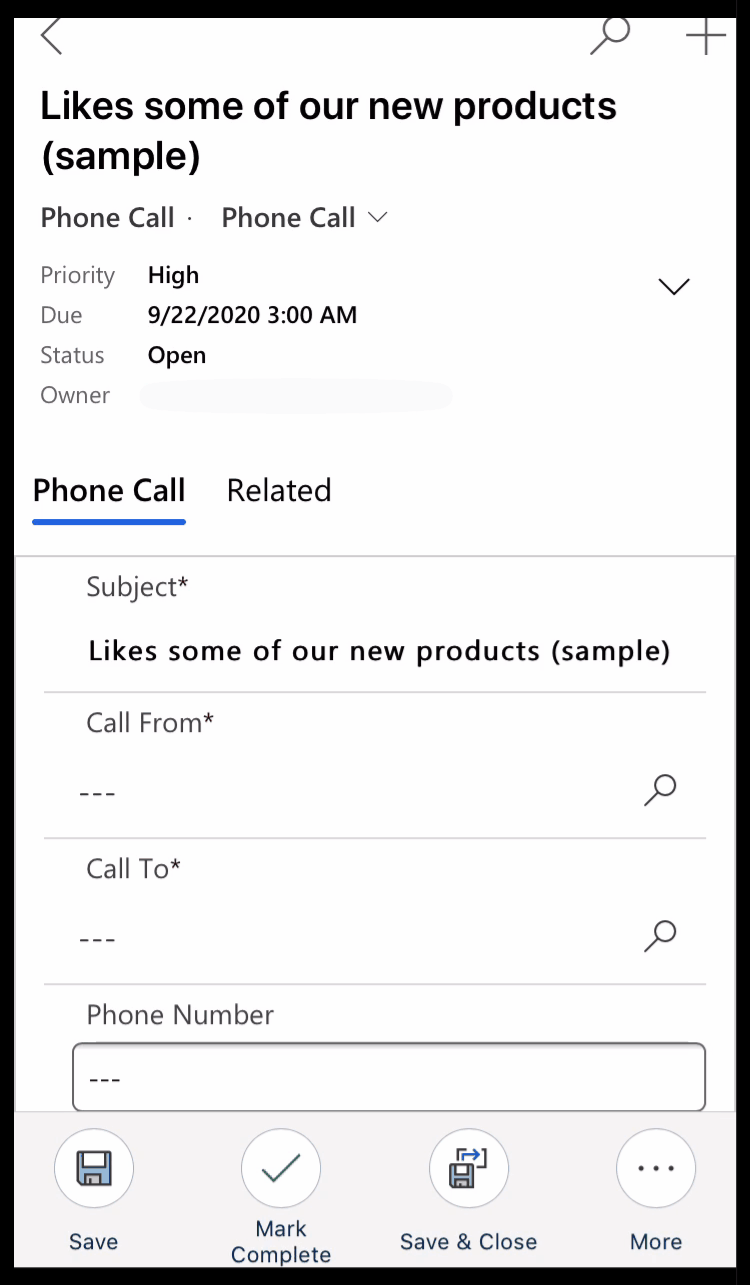 Likes some of our new products
(sample)
Phone Call · Phone Call
Priority High
Due 9/22/2020 3:00 AM
Status Open
Owner
Phone Call Related
Subject*
Likes some of our new products (sample)
Call From*
---
Call To*
---
Phone Number
---
Save
Mark
Complete
Save & Close
More